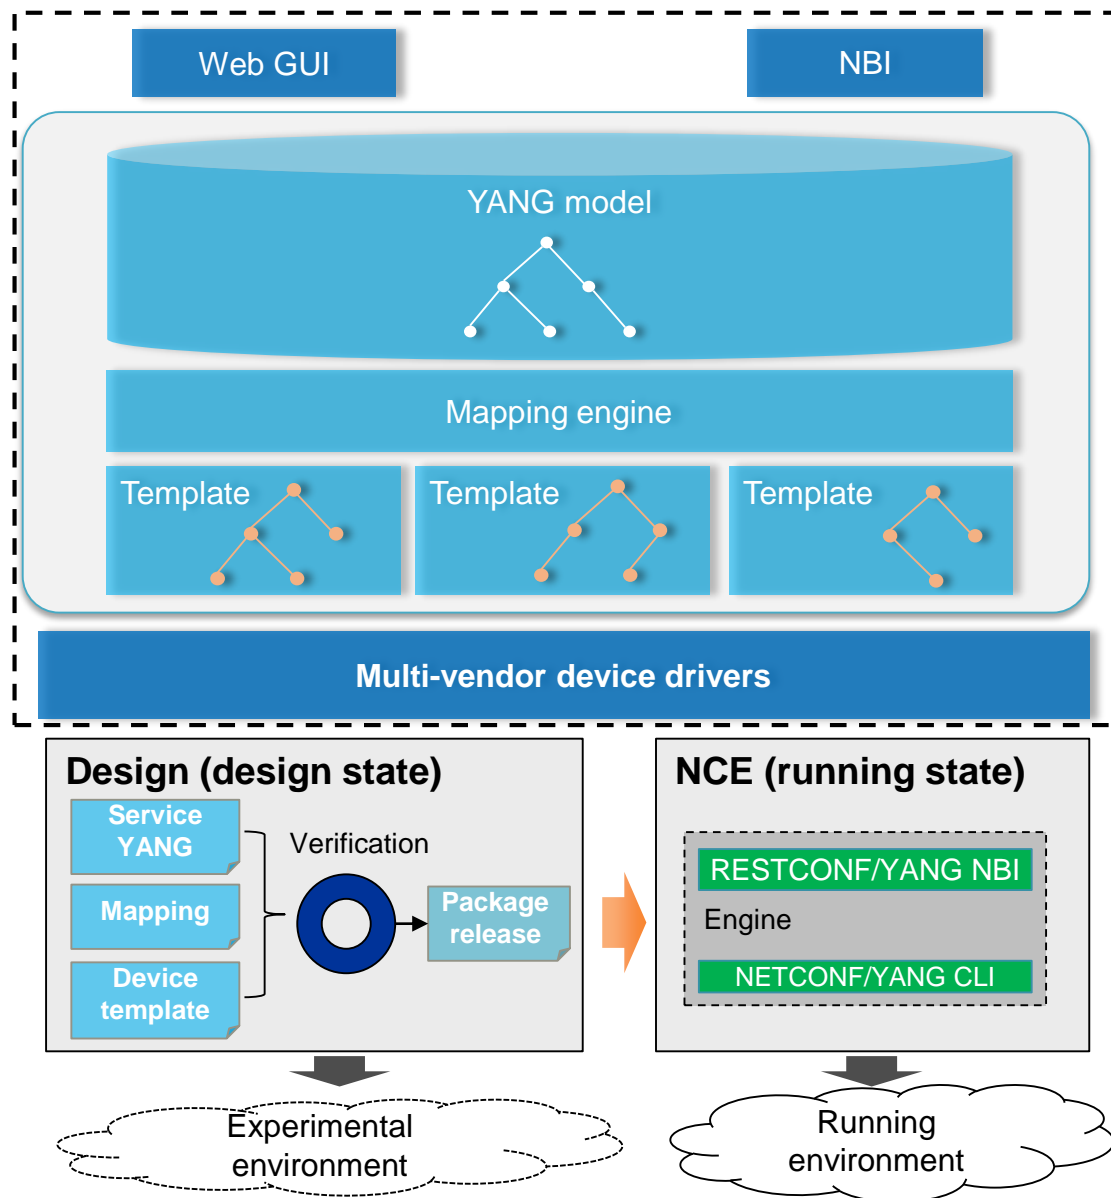 Web GUI
NBI
YANG model
Mapping engine
Template
Template
Template
Multi-vendor device drivers
Design (design state)
Service
YANG
Mapping
Device
template
Verification
Package
release
NCE (running state)
RESTCONF/YANG NBI
Engine
NETCONF/YANG CLI
Experimental
environment
Running
environment